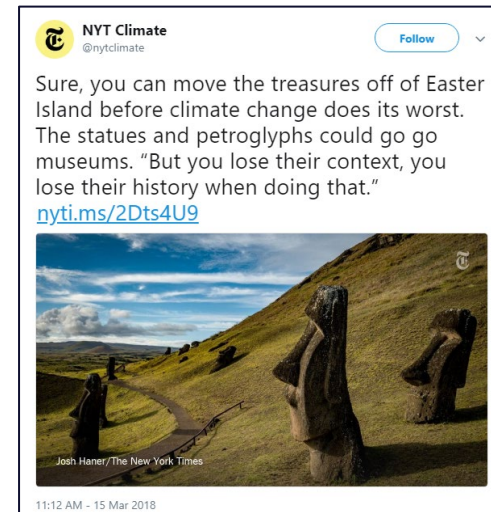 NYT Climate
@nytclimate
Follow
Sure, you can move the treasures off of Easter
Island before climate change does its worst.
The statues and petroglyphs could go go
museums. “But you lose their context, you
lose their history when doing that.”
nyti.ms/2Dts4U9
Josh Haner/The New York Times
11:12 AM - 15 Mar 2018